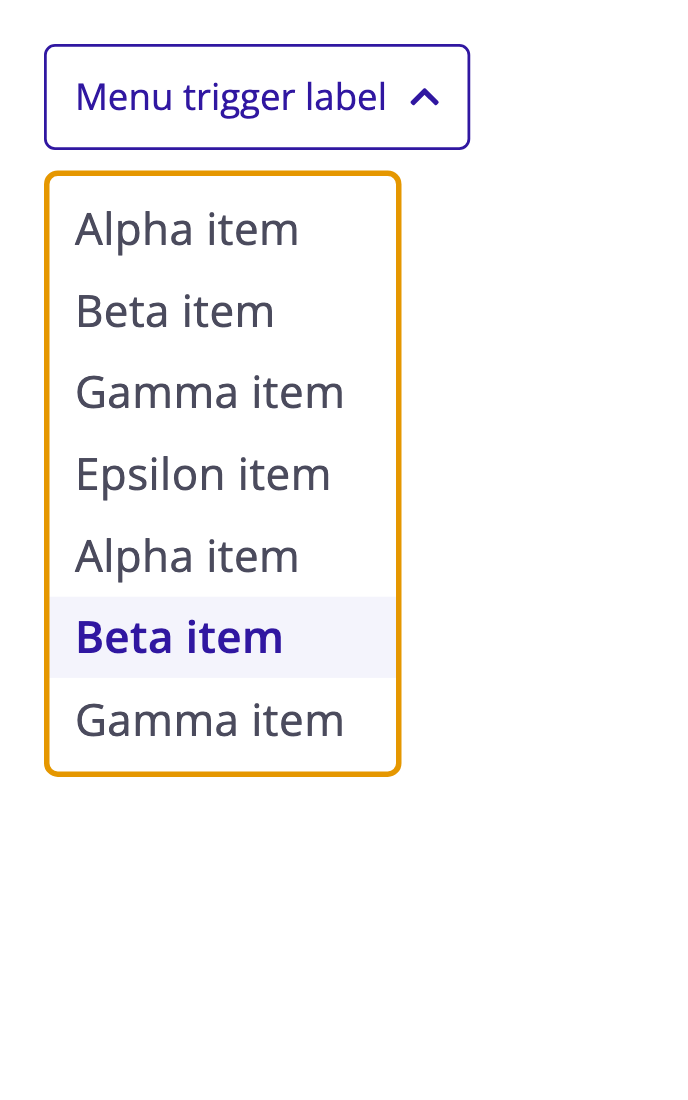 Menu trigger label
Alpha item
Beta item
Gamma item
Epsilon item
Alpha item
Beta item
Gamma item